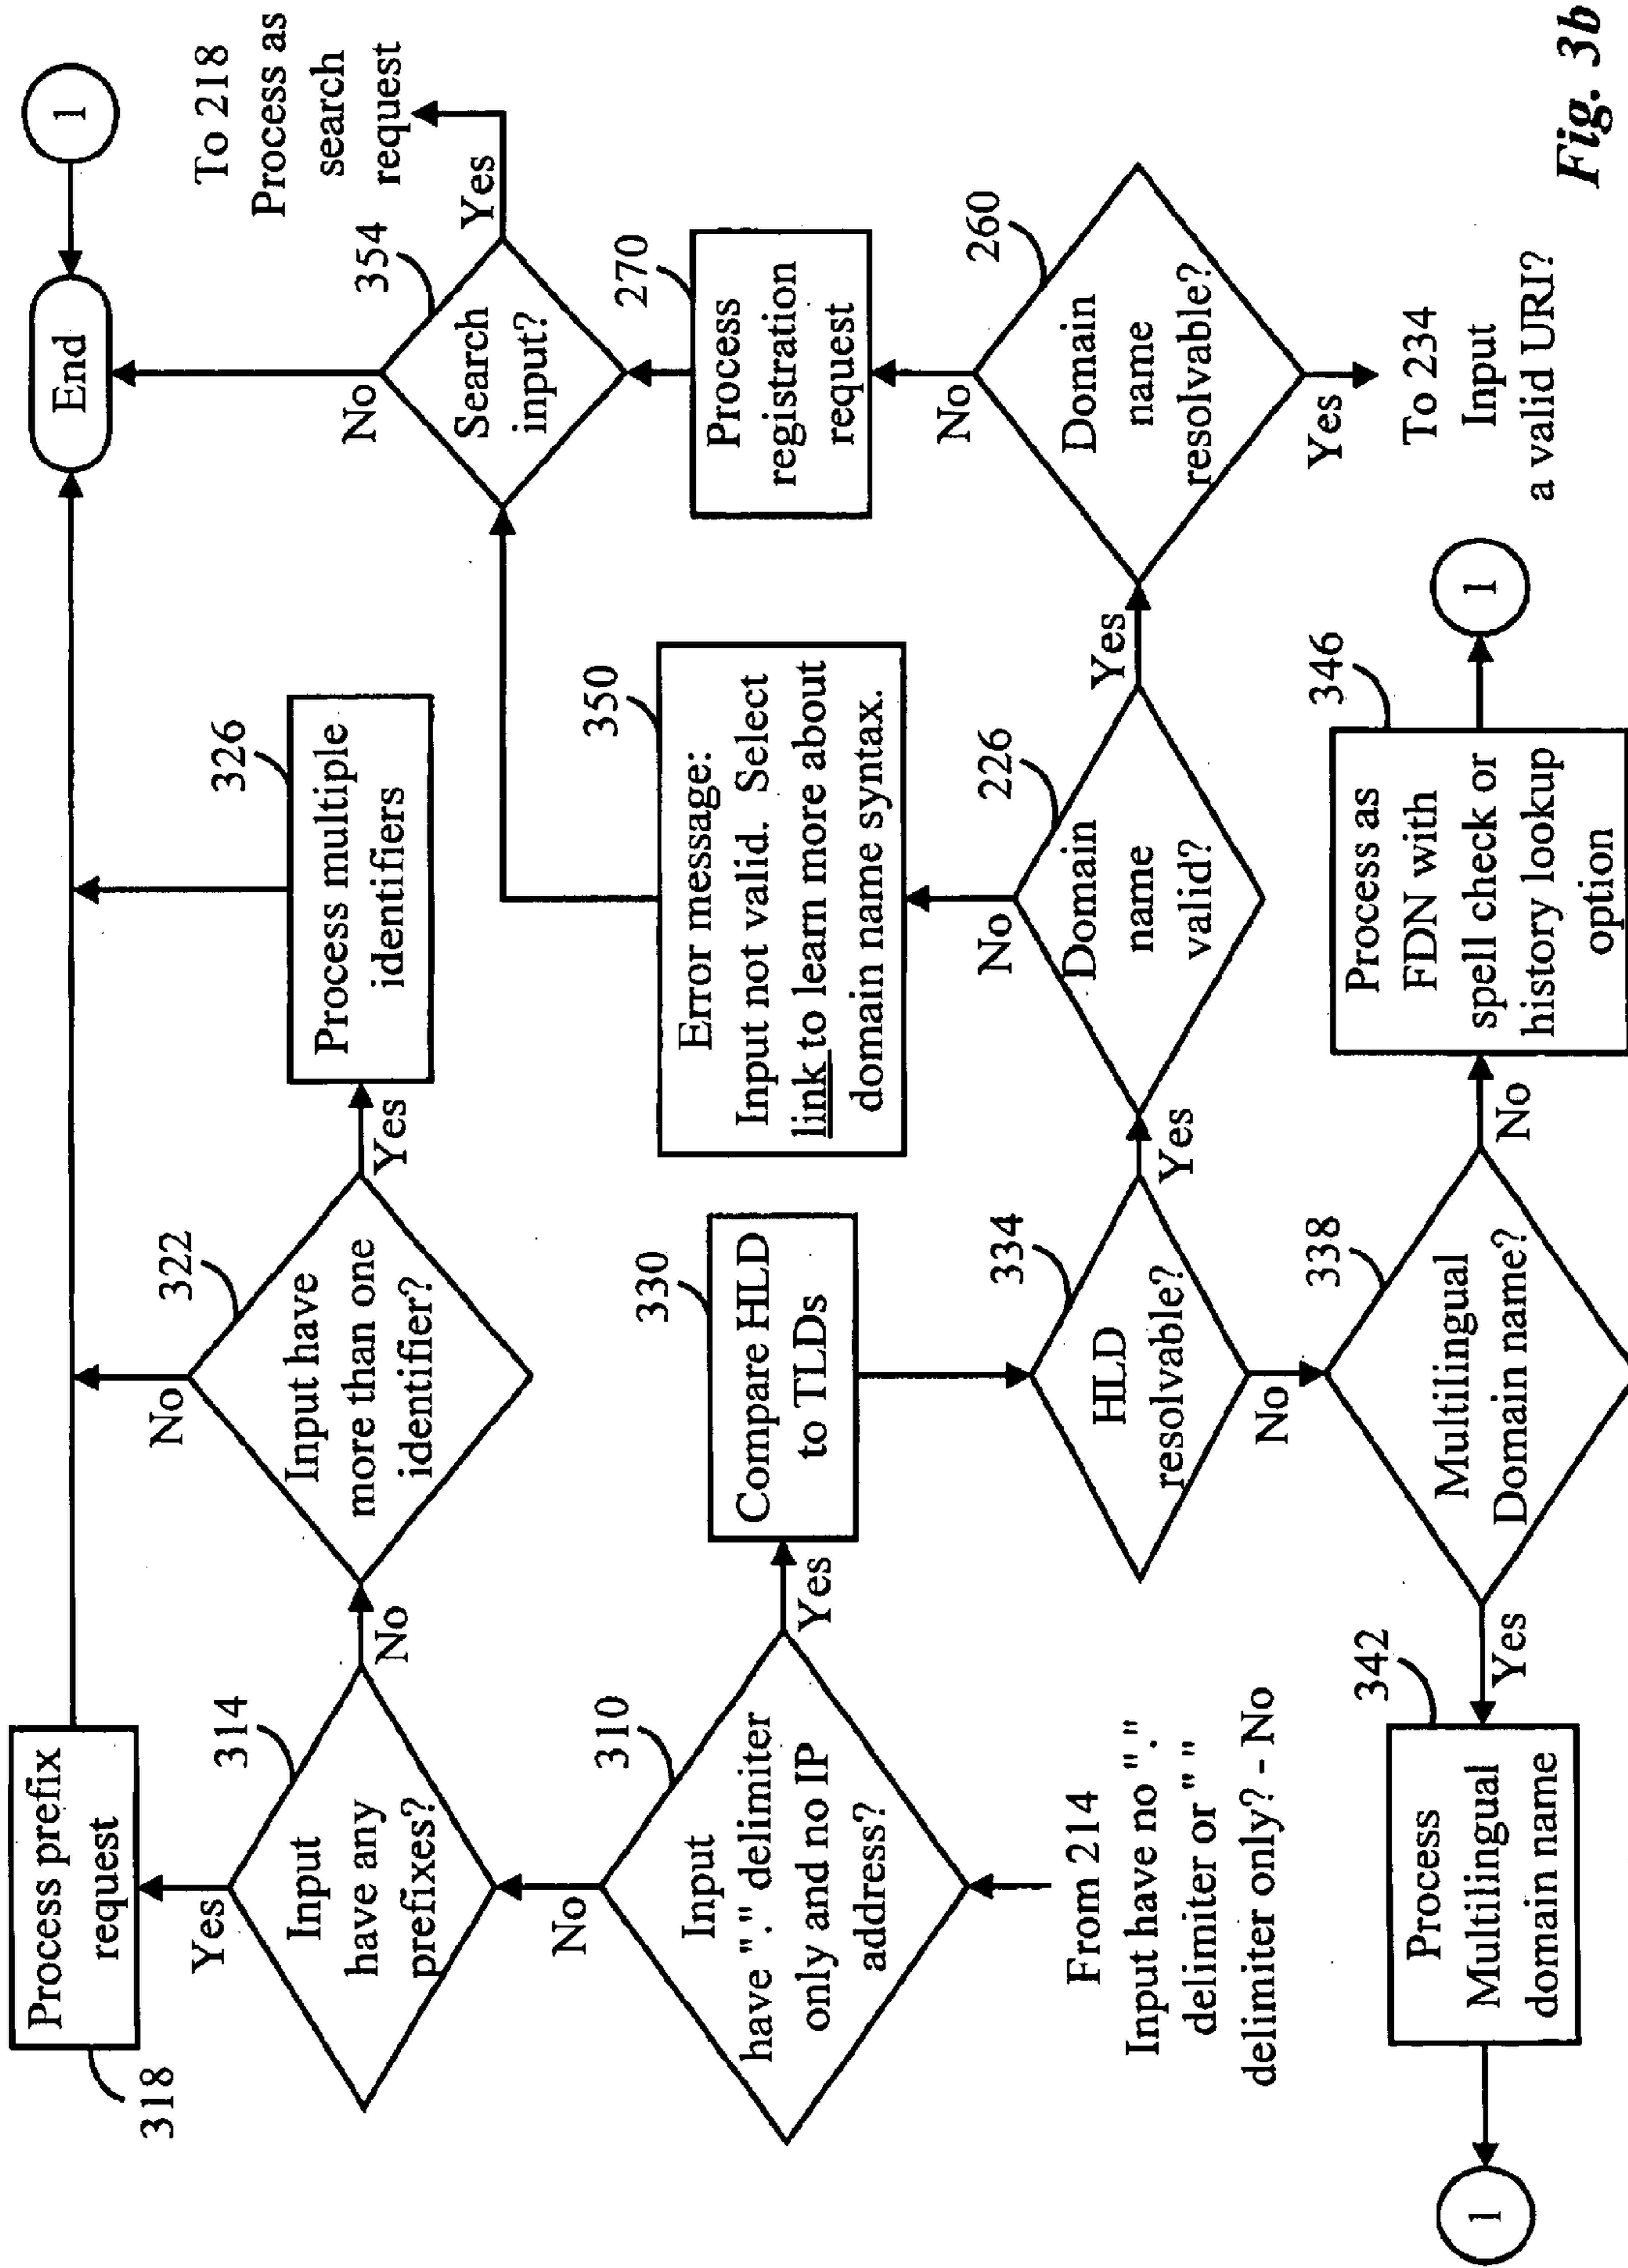 318
Process prefix
request
Yes
314
Input
have any
prefixes?
No
322
Input have
more than one
identifier?
No
Yes
326
Process multiple
identifiers
End
1
To 218
Process as
search
request
354
Search
input?
No
Yes
310
Input
have "." delimiter
only and no IP
address?
No
Yes
From 214
Input have no "."
delimiter or " "
delimiter only? - No
330
Compare HLD
to TLDs
334
HLD
resolvable?
Yes
No
350
Error message:
Input not valid. Select
link to learn more about
domain name syntax.
226
Domain
name
valid?
No
Yes
270
Process
registration
request
260
Domain
name
resolvable?
No
Yes
To 234
Input
a valid URI?
338
Multilingual
Domain name?
Yes
No
342
Process
Multilingual
domain name
1
346
Process as
FDN with
spell check or
history lookup
option
1
Fig. 3b